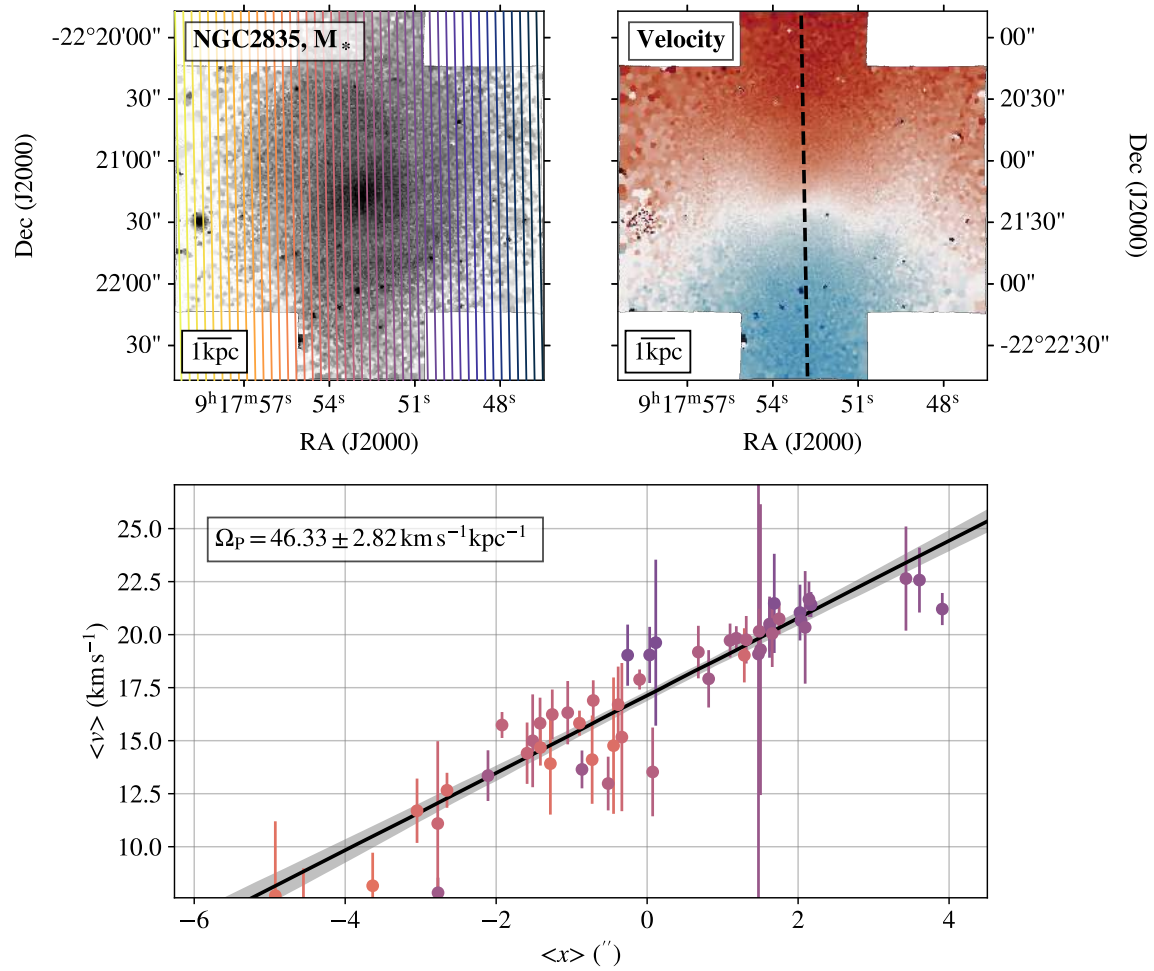 NGC2835, M*
-22°20'00"
30"
21'00"
30"
22'00"
30"
Dec (J2000)
1kpc
9ʰ17ᵐ57ˢ 54ˢ 51ˢ 48ˢ
RA (J2000)
Velocity
00"
20'30"
00"
21'30"
00"
-22°22'30"
Dec (J2000)
1kpc
9ʰ17ᵐ57ˢ 54ˢ 51ˢ 48ˢ
RA (J2000)
Ω_P = 46.33 ± 2.82 km s⁻¹kpc⁻¹
25.0
22.5
20.0
17.5
15.0
12.5
10.0
<v> (km s⁻¹)
−6 −4 −2 0 2 4
<x> (′′)